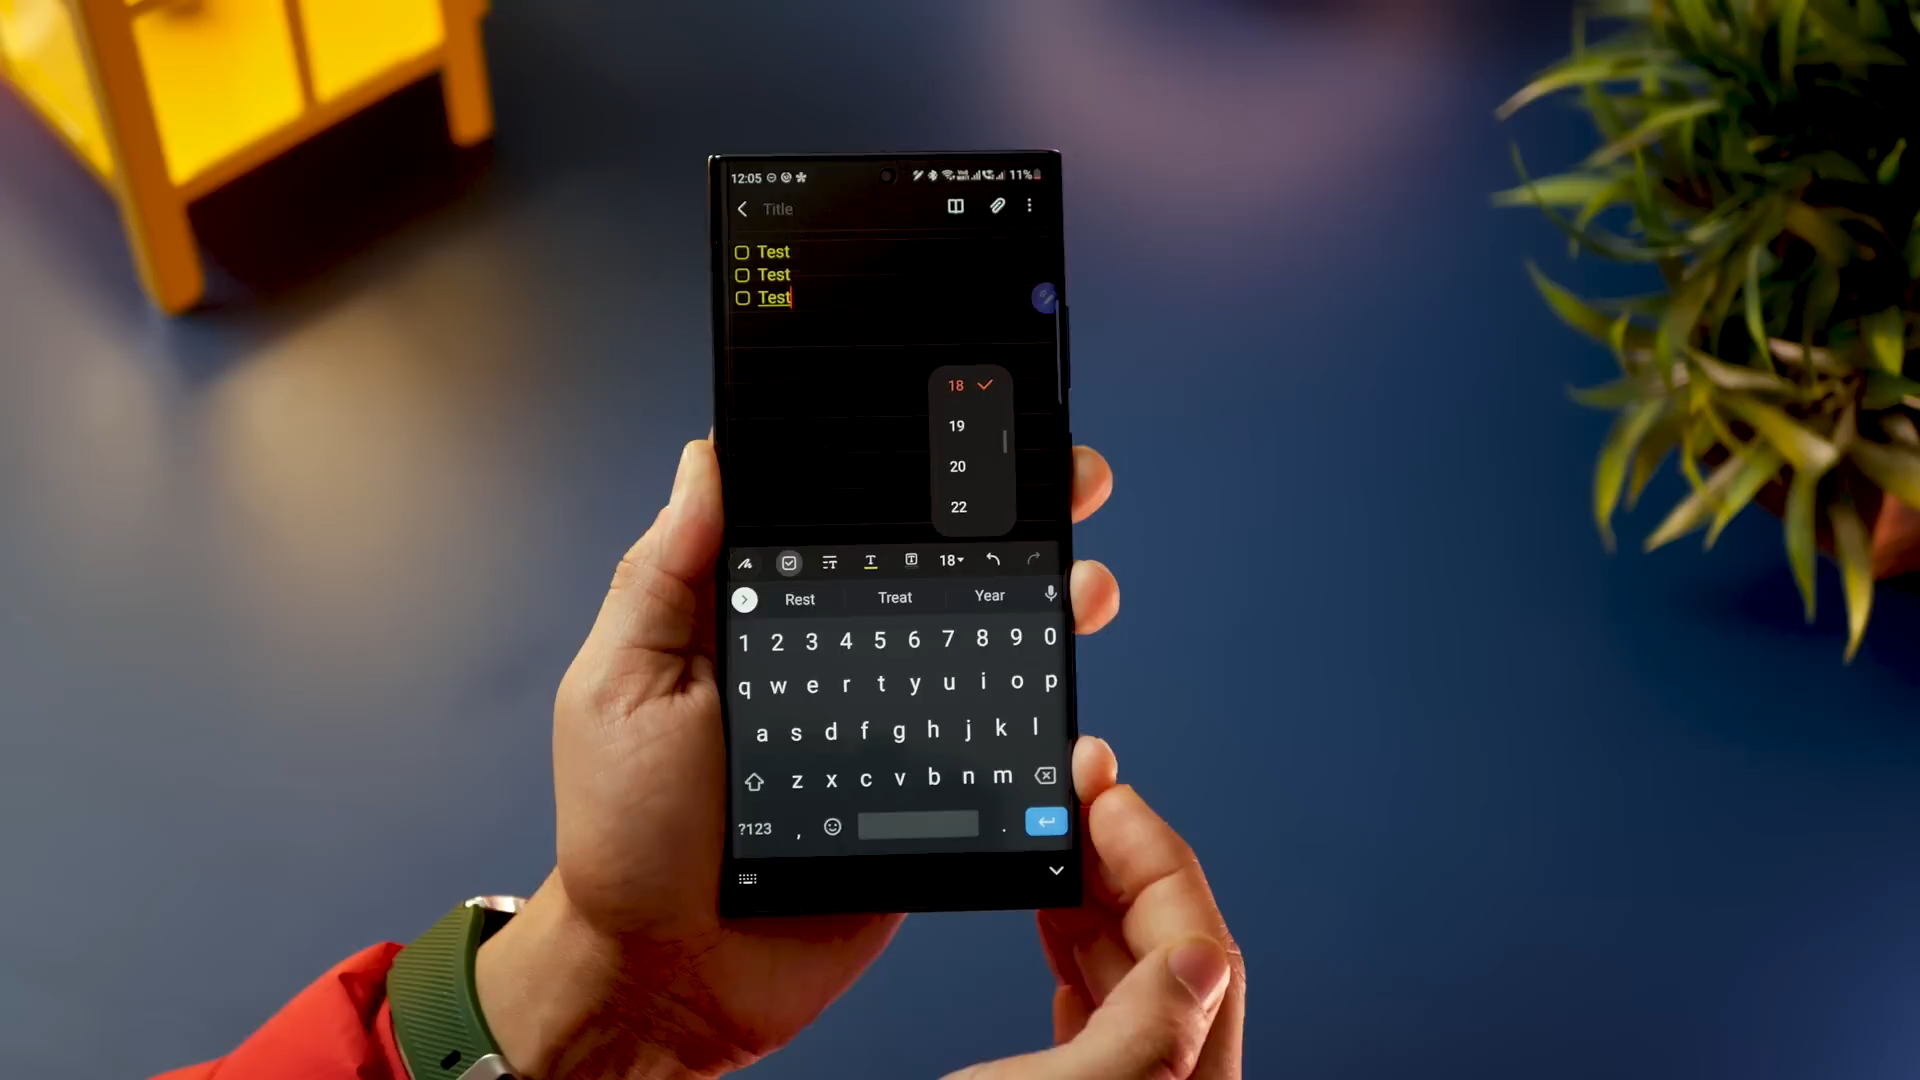 12:05 11%
Title
Test
Test
Test
18
19
20
22
18
Rest Treat Year
1 2 3 4 5 6 7 8 9 0
q w e r t y u i o p
a s d f g h j k l
z x c v b n m
?123 , .